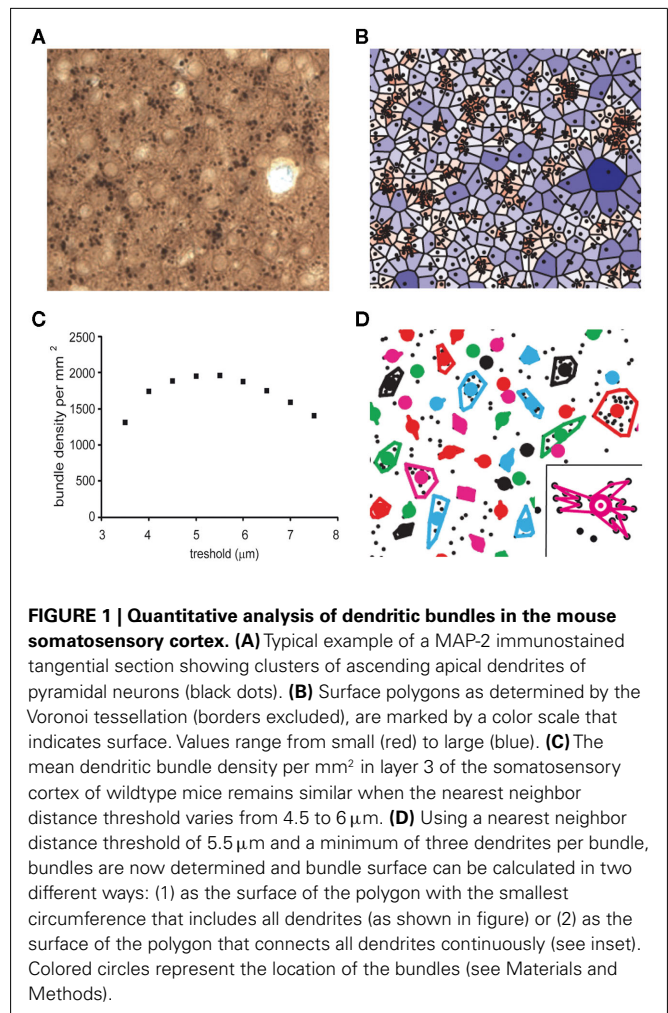 A
B
C
bundle density per mm²
2500
2000
1500
1000
500
0
3
4
5
6
7
8
treshold (μm)
D
FIGURE 1 | Quantitative analysis of dendritic bundles in the mouse
somatosensory cortex. (A) Typical example of a MAP-2 immunostained
tangential section showing clusters of ascending apical dendrites of
pyramidal neurons (black dots). (B) Surface polygons as determined by the
Voronoi tessellation (borders excluded), are marked by a color scale that
indicates surface. Values range from small (red) to large (blue). (C) The
mean dendritic bundle density per mm² in layer 3 of the somatosensory
cortex of wildtype mice remains similar when the nearest neighbor
distance threshold varies from 4.5 to 6 μm. (D) Using a nearest neighbor
distance threshold of 5.5 μm and a minimum of three dendrites per bundle,
bundles are now determined and bundle surface can be calculated in two
different ways: (1) as the surface of the polygon with the smallest
circumference that includes all dendrites (as shown in figure) or (2) as the
surface of the polygon that connects all dendrites continuously (see inset).
Colored circles represent the location of the bundles (see Materials and
Methods).